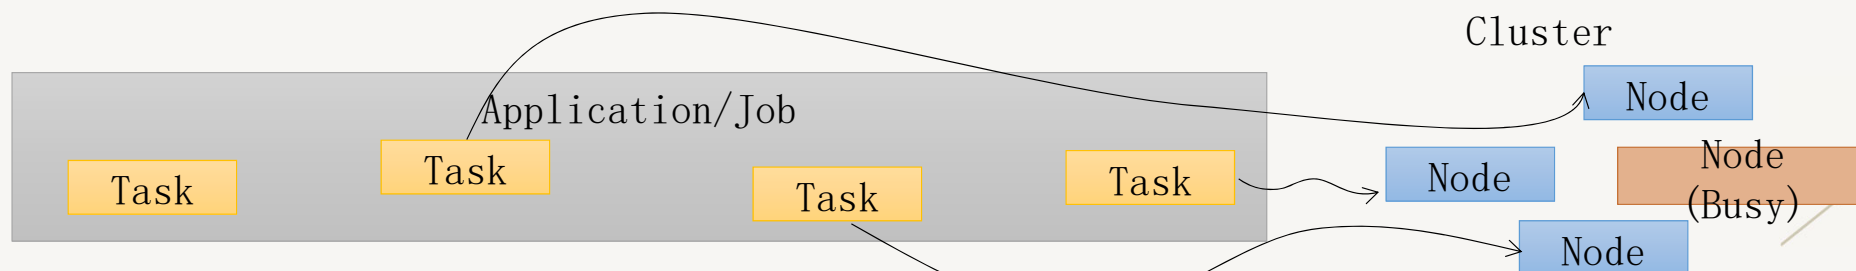 Cluster
Application/Job
Task
Task
Task
Task
Node
Node
Node
(Busy)
Node